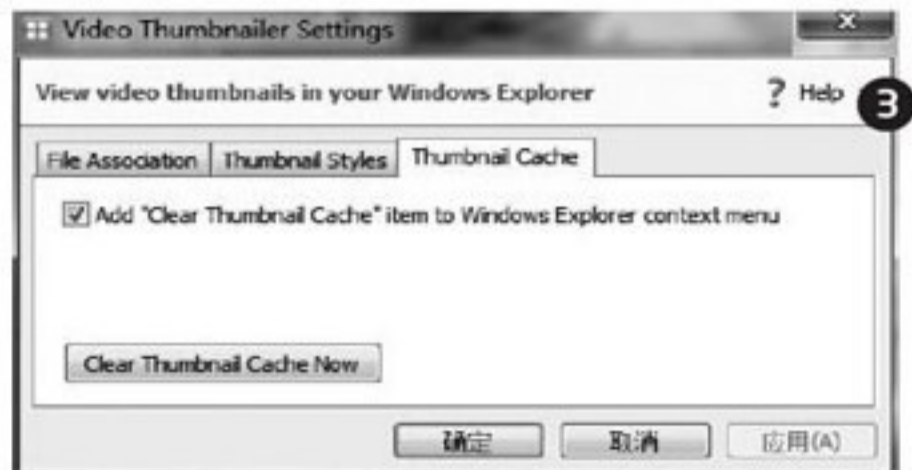 Video Thumbnailer Settings
View video thumbnails in your Windows Explorer
? Help
3
File Association
Thumbnail Styles
Thumbnail Cache
Add "Clear Thumbnail Cache" item to Windows Explorer context menu
Clear Thumbnail Cache Now
确定
取消
应用(A)